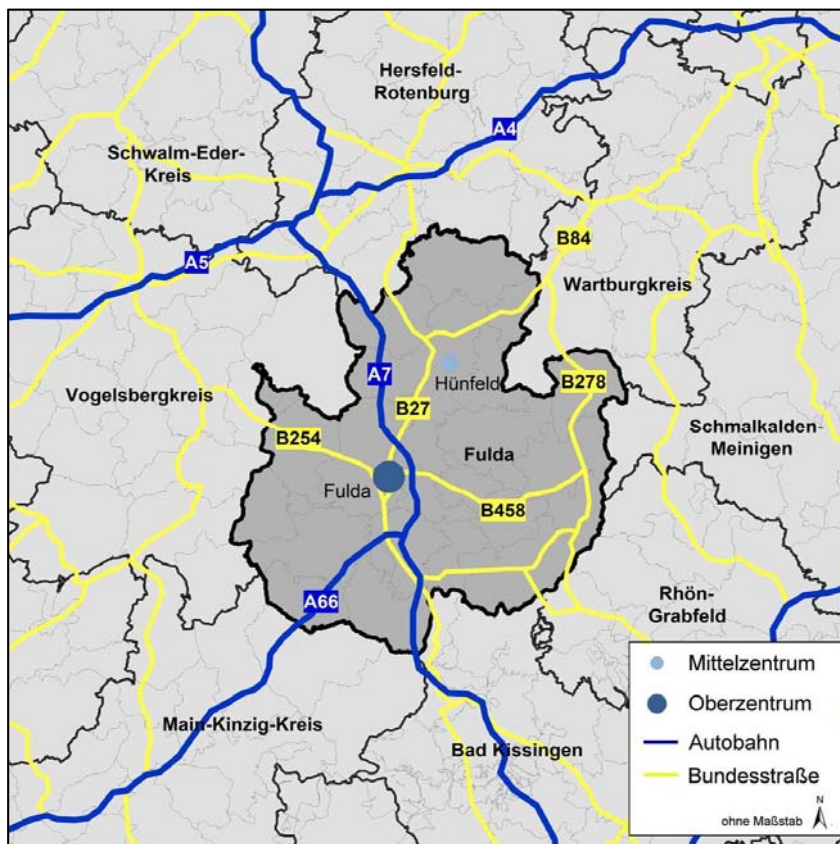 Hersfeld-
Rotenburg
A4
Schwalm-Eder-
Kreis
B84
A5
Wartburgkreis
A7
Hünfeld
B278
Vogelsbergkreis
B27
Schmalkalden-
Meinigen
B254
Fulda
Fulda
B458
Rhön-
Grabfeld
A66
Main-Kinzig-Kreis
Bad Kissingen
Mittelzentrum
Oberzentrum
Autobahn
Bundesstraße
N
ohne Maßstab